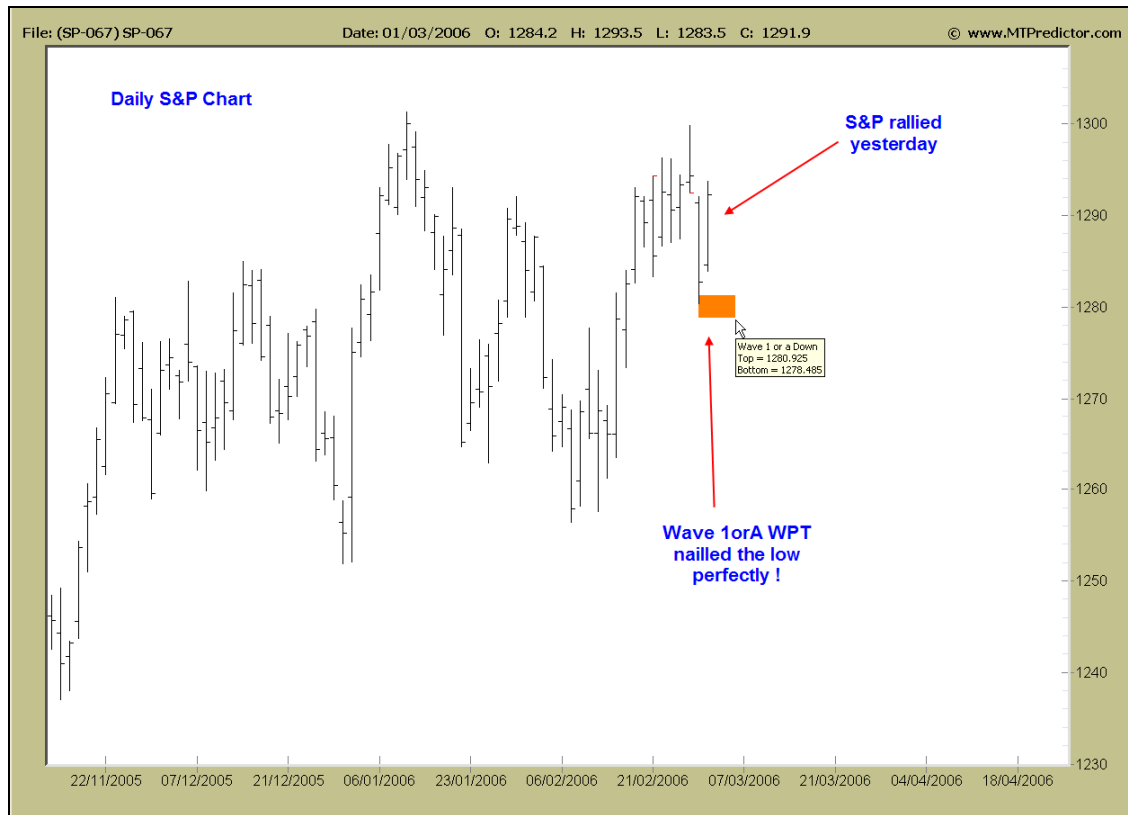 File: (SP-067) SP-067 Date: 01/03/2006 O: 1284.2 H: 1293.5 L: 1283.5 C: 1291.9 © www.MTPredictor.com
Daily S&P Chart
S&P rallied
yesterday
1300
1290
1280
1270
1260
1250
1240
1230
Wave 1 or a Down
Top = 1280.925
Bottom = 1278.485
Wave 1orA WPT
nailled the low
perfectly !
22/11/2005 07/12/2005 21/12/2005 06/01/2006 23/01/2006 06/02/2006 21/02/2006 07/03/2006 21/03/2006 04/04/2006 18/04/2006